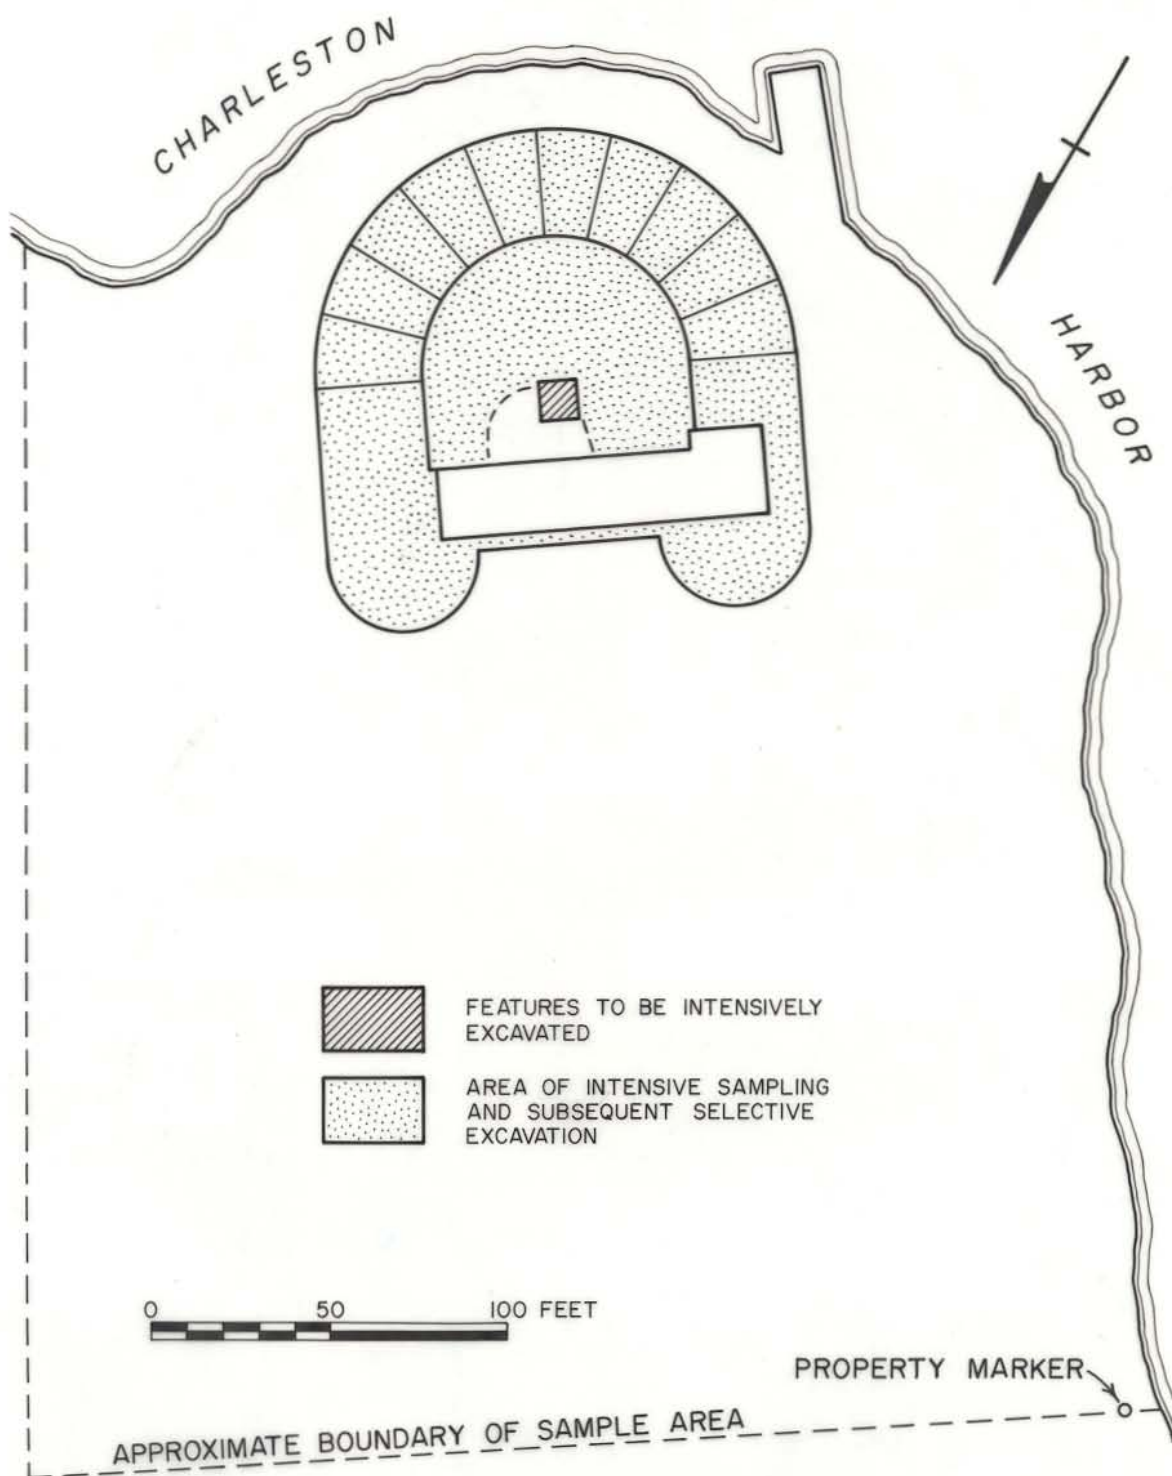 CHARLESTON
HARBOR
FEATURES TO BE INTENSIVELY
EXCAVATED
AREA OF INTENSIVE SAMPLING
AND SUBSEQUENT SELECTIVE
EXCAVATION
0 50 100 FEET
PROPERTY MARKER
APPROXIMATE BOUNDARY OF SAMPLE AREA